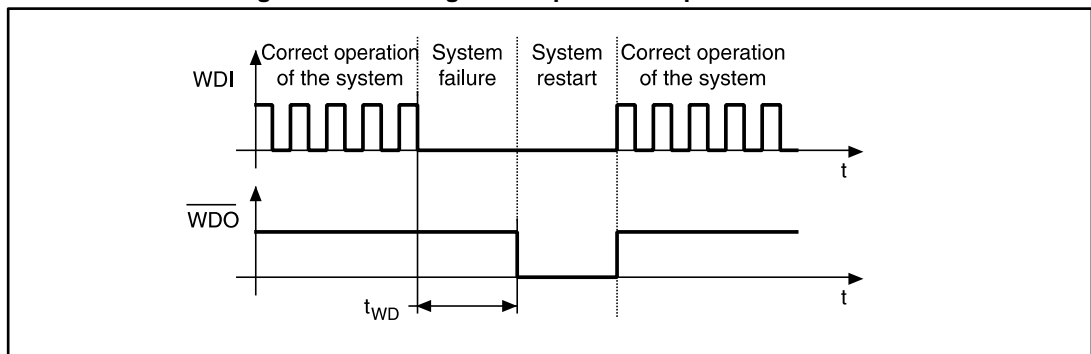 Correct operation
of the system
System
failure
System
restart
Correct operation
of the system
WDI
t
WDO
t
tWD